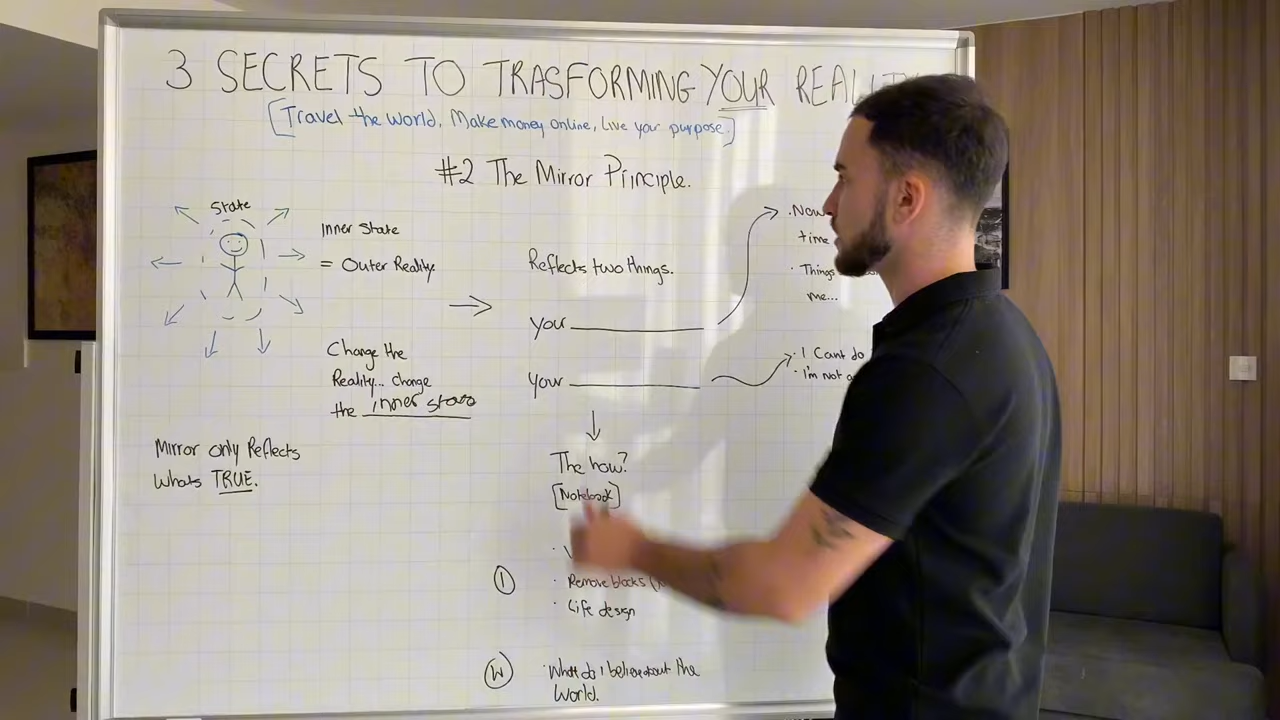 3 SECRETS TO TRASFORMING YOUR REAL
[Travel the world, Make money online, Live your purpose.]
#2 The Mirror Principle.
State
Inner State
= Outer Reality.
Change the
Reality... change
the inner state
Mirror only Reflects
Whats TRUE.
Reflects two things.
your
your
· Now
time
· Things
me...
· I Cant do
· I'm not
The how?
[Notebook]
I
· Remove blocks
· Life design
W
· What do I believe about the
World.